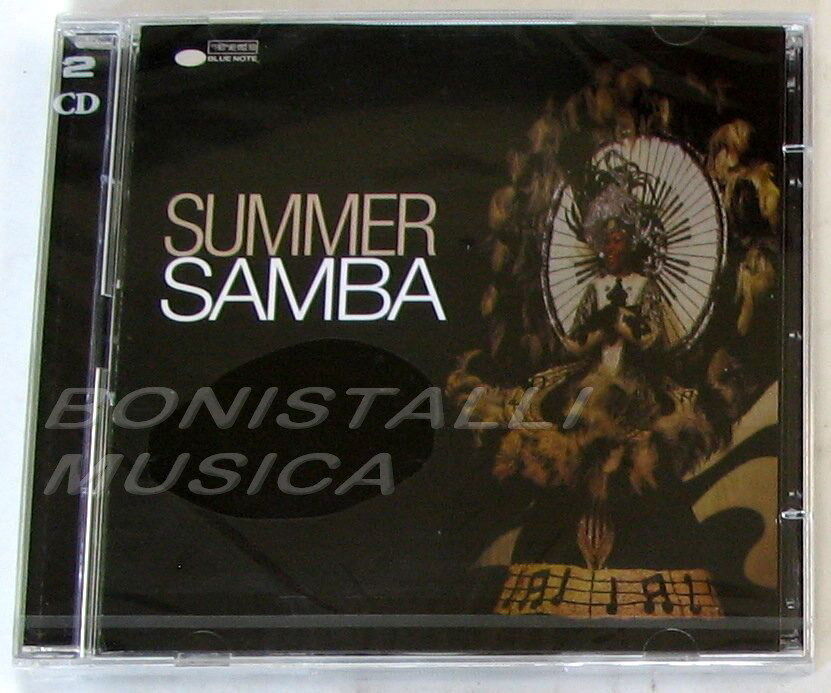 2
CD
BLUE NOTE
SUMMER
SAMBA
BONISTALLI
MUSICA